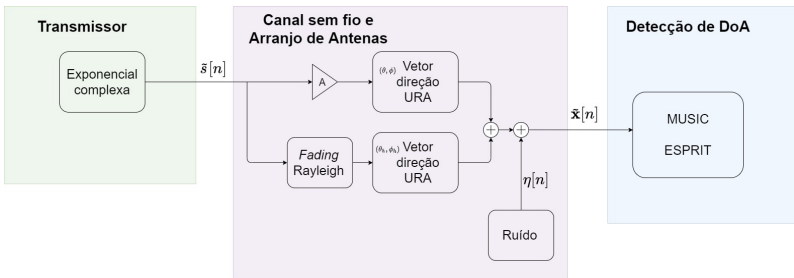 Transmissor
Exponencial
complexa
s̃[n]
Canal sem fio e
Arranjo de Antenas
A
(θ, ϕ) Vetor
direção
URA
Fading
Rayleigh
(θₕ, ϕₕ) Vetor
direção
URA
+
+
η[n]
Ruído
x̃[n]
Detecção de DoA
MUSIC
ESPRIT